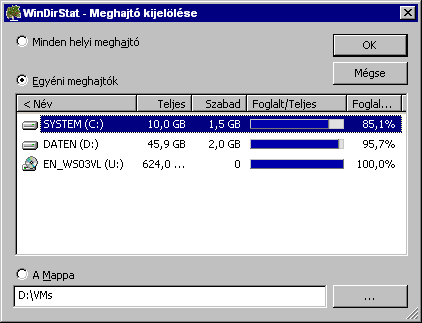 WinDirStat - Meghajtó kijelölése
Minden helyi meghajtó
OK
Mégse
Egyéni meghajtók
< Név Teljes Szabad Foglalt/Teljes Foglal...
SYSTEM (C:) 10,0 GB 1,5 GB 85,1%
DATEN (D:) 45,9 GB 2,0 GB 95,7%
EN_WS03VL (U:) 624,0 ... 0 100,0%
A Mappa
D:\VMs
...